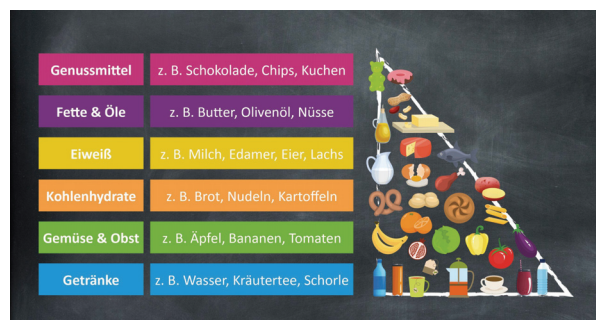 Genussmittel z. B. Schokolade, Chips, Kuchen
Fette & Öle z. B. Butter, Olivenöl, Nüsse
Eiweiß z. B. Milch, Edamer, Eier, Lachs
Kohlenhydrate z. B. Brot, Nudeln, Kartoffeln
Gemüse & Obst z. B. Äpfel, Bananen, Tomaten
Getränke z. B. Wasser, Kräutertee, Schorle